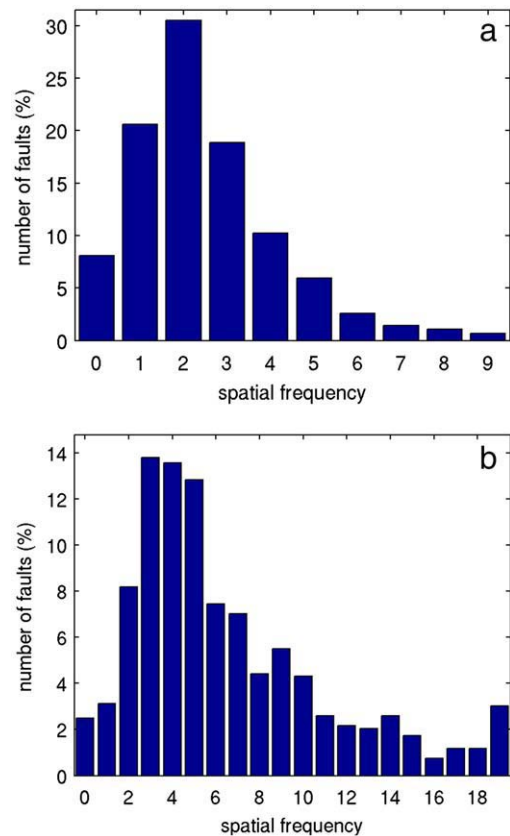 a
number of faults (%)
30
25
20
15
10
5
0
0 1 2 3 4 5 6 7 8 9
spatial frequency
b
number of faults (%)
14
12
10
8
6
4
2
0
0 2 4 6 8 10 12 14 16 18
spatial frequency